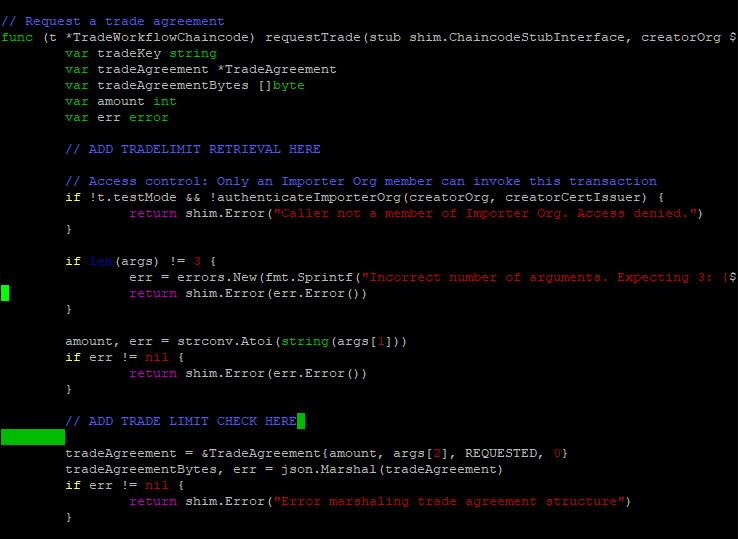 // Request a trade agreement
func (t *TradeWorkflowChaincode) requestTrade(stub shim.ChaincodeStubInterface, creatorOrg $
var tradeKey string
var tradeAgreement *TradeAgreement
var tradeAgreementBytes []byte
var amount int
var err error
// ADD TRADELIMIT RETRIEVAL HERE
// Access control: Only an Importer Org member can invoke this transaction
if !t.testMode && !authenticateImporterOrg(creatorOrg, creatorCertIssuer) {
return shim.Error("Caller not a member of Importer Org. Access denied.")
}
if len(args) != 3 {
err = errors.New(fmt.Sprintf("Incorrect number of arguments. Expecting 3: {$
return shim.Error(err.Error())
}
amount, err = strconv.Atoi(string(args[1]))
if err != nil {
return shim.Error(err.Error())
}
// ADD TRADE LIMIT CHECK HERE
tradeAgreement = &TradeAgreement{amount, args[2], REQUESTED, 0}
tradeAgreementBytes, err = json.Marshal(tradeAgreement)
if err != nil {
return shim.Error("Error marshaling trade agreement structure")
}